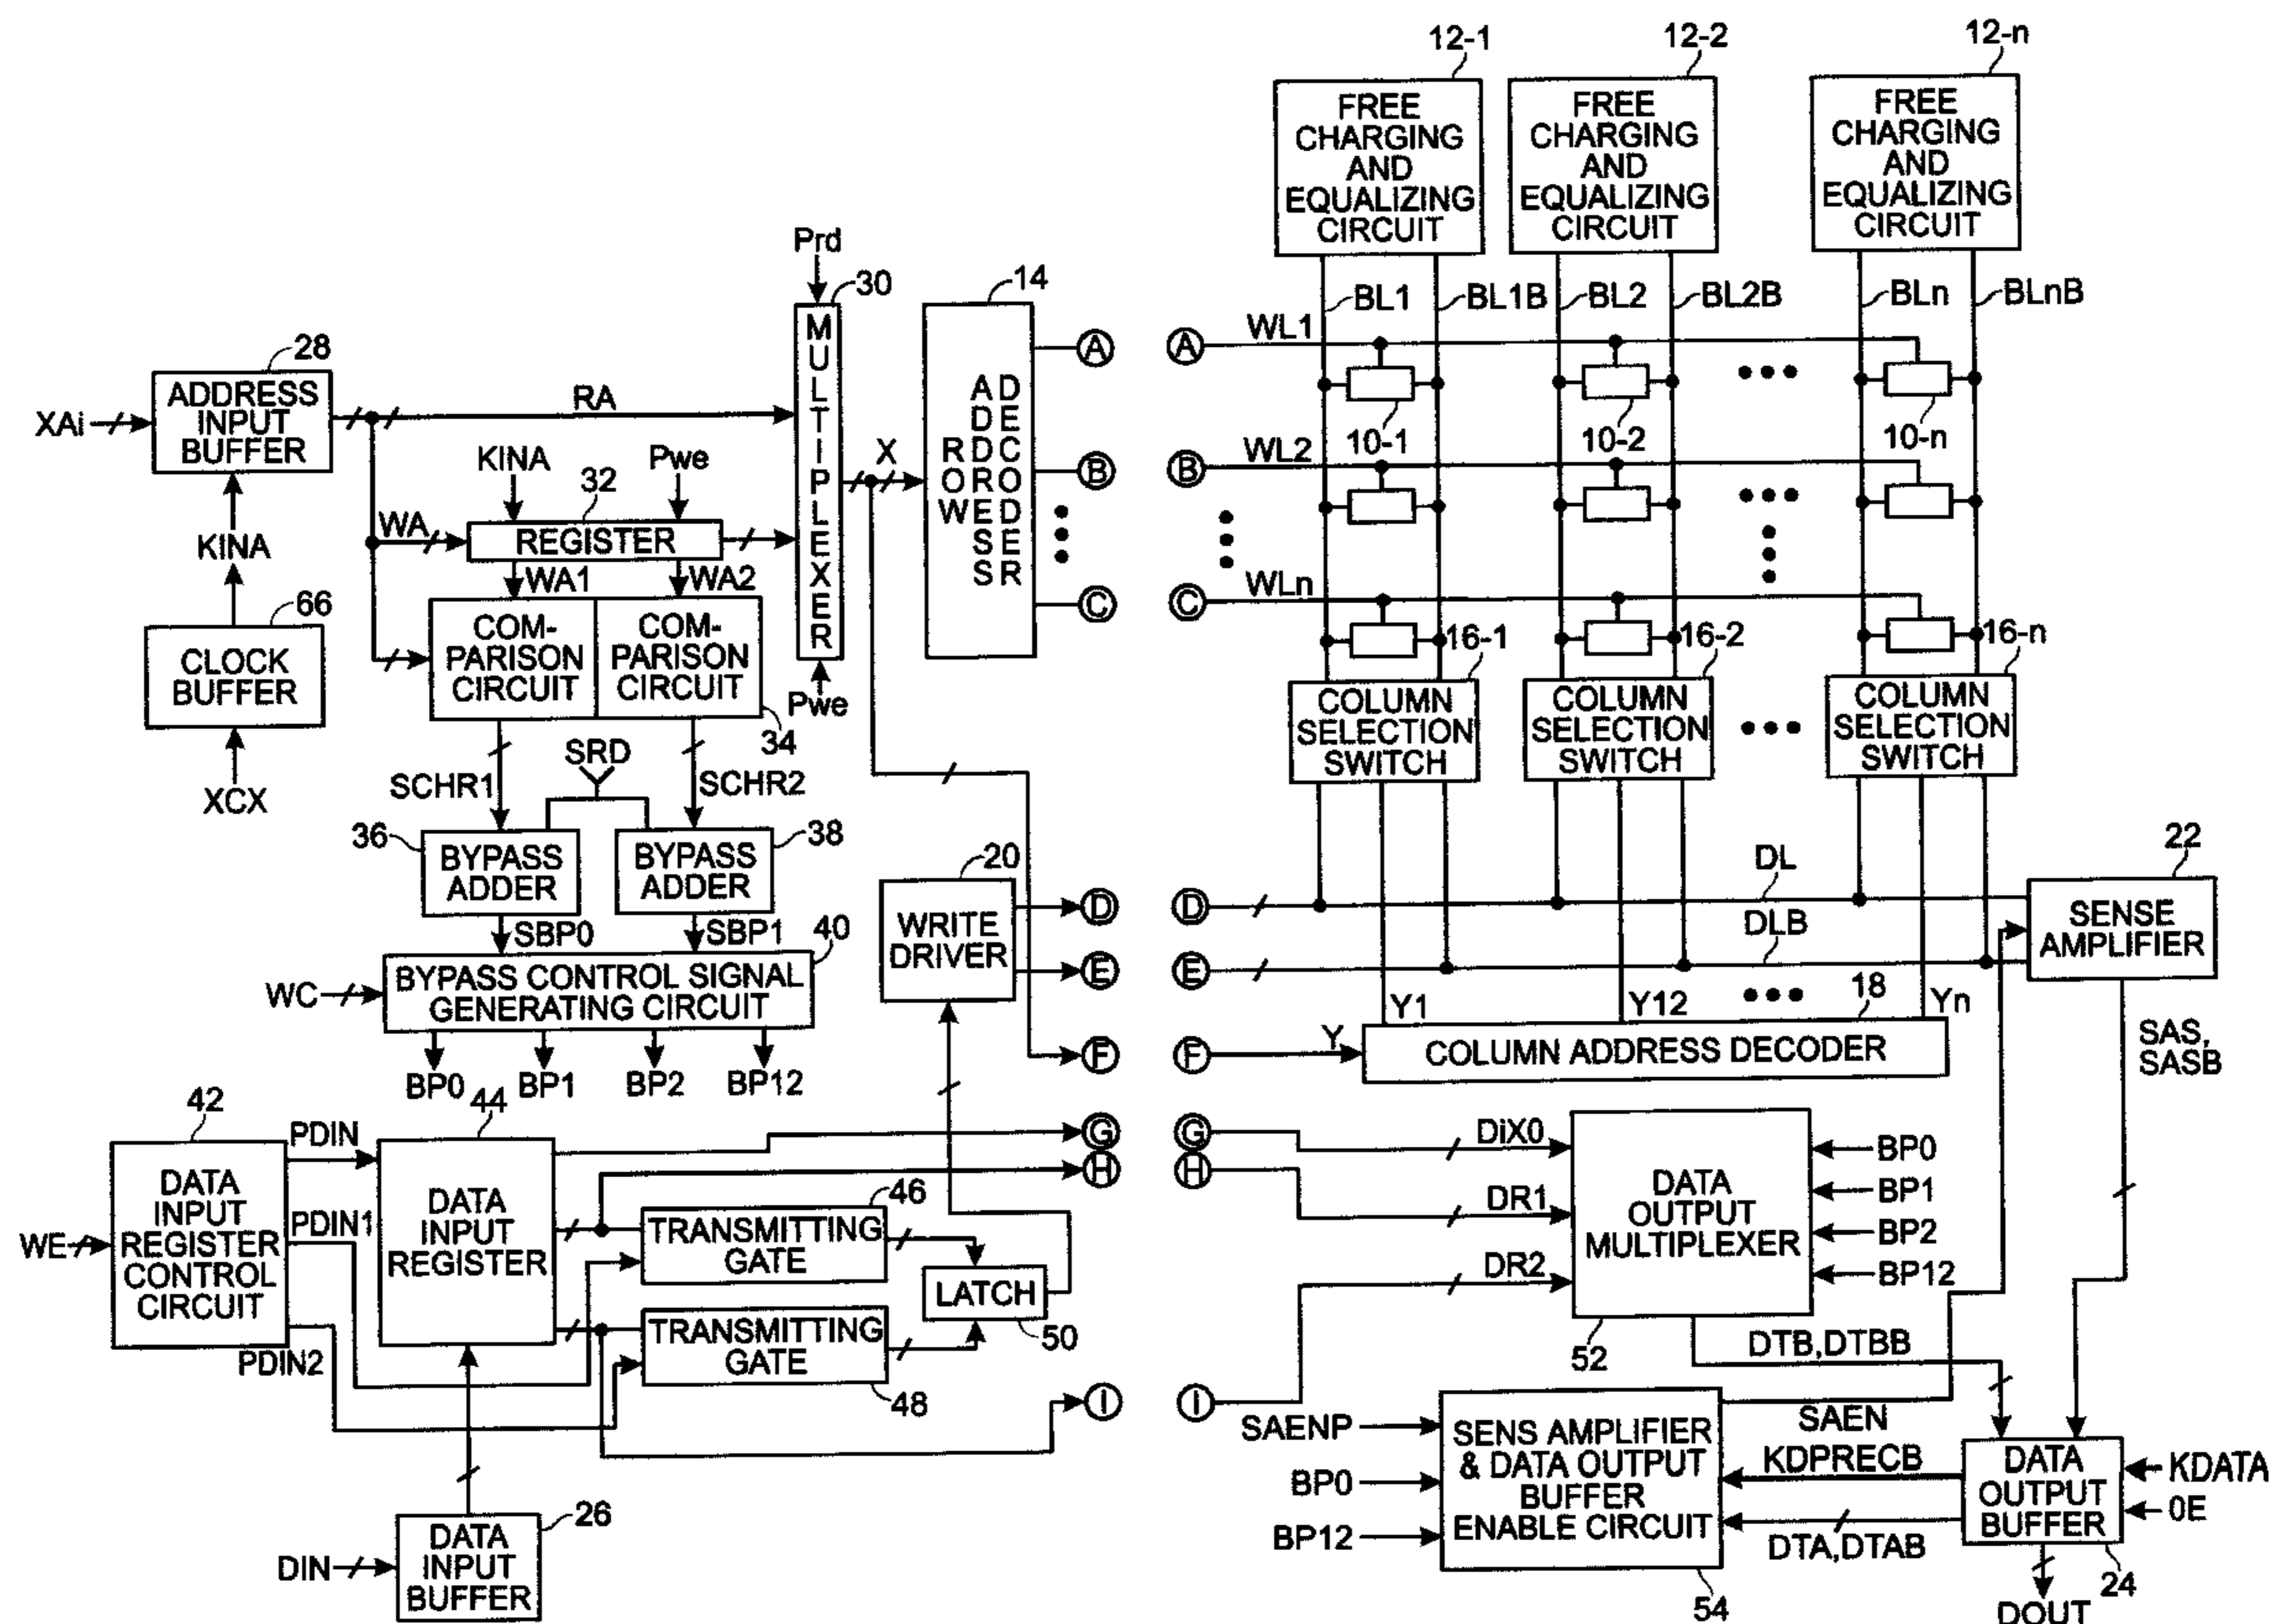 12-1
12-2
12-n
FREE
CHARGING
AND
EQUALIZING
CIRCUIT
FREE
CHARGING
AND
EQUALIZING
CIRCUIT
FREE
CHARGING
AND
EQUALIZING
CIRCUIT
Prd
30
14
BL1
BL1B
BL2
BL2B
BLn
BLnB
MULTIPLEXER
ROW
ADDRESS
DECODER
A
A
WL1
10-1
10-2
10-n
28
ADDRESS
INPUT
BUFFER
XAi
RA
X
KINA
Pwe
32
B
B
WL2
WA
REGISTER
KINA
WA1
WA2
C
C
WLn
66
CLOCK
BUFFER
COM-
PARISON
CIRCUIT
COM-
PARISON
CIRCUIT
34
Pwe
16-1
16-2
16-n
COLUMN
SELECTION
SWITCH
COLUMN
SELECTION
SWITCH
COLUMN
SELECTION
SWITCH
XCX
SRD
SCHR1
SCHR2
36
BYPASS
ADDER
38
BYPASS
ADDER
20
WRITE
DRIVER
D
D
DL
22
SENSE
AMPLIFIER
SBP0
SBP1
40
E
E
DLB
WC
BYPASS CONTROL SIGNAL
GENERATING CIRCUIT
Y1
Y12
18
Yn
F
F
Y
COLUMN ADDRESS DECODER
SAS,
SASB
BP0
BP1
BP2
BP12
42
PDIN
44
G
G
DiX0
H
H
WE
DATA
INPUT
REGISTER
CONTROL
CIRCUIT
PDIN1
DATA
INPUT
REGISTER
46
TRANSMITTING
GATE
DR1
DATA
OUTPUT
MULTIPLEXER
BP0
BP1
BP2
BP12
DR2
LATCH
50
PDIN2
TRANSMITTING
GATE
48
52
DTB,DTBB
I
I
SAENP
BP0
BP12
SENS AMPLIFIER
& DATA OUTPUT
BUFFER
ENABLE CIRCUIT
54
SAEN
KDPRECB
DTA,DTAB
DATA
OUTPUT
BUFFER
KDATA
0E
24
DOUT
DIN
DATA
INPUT
BUFFER
26